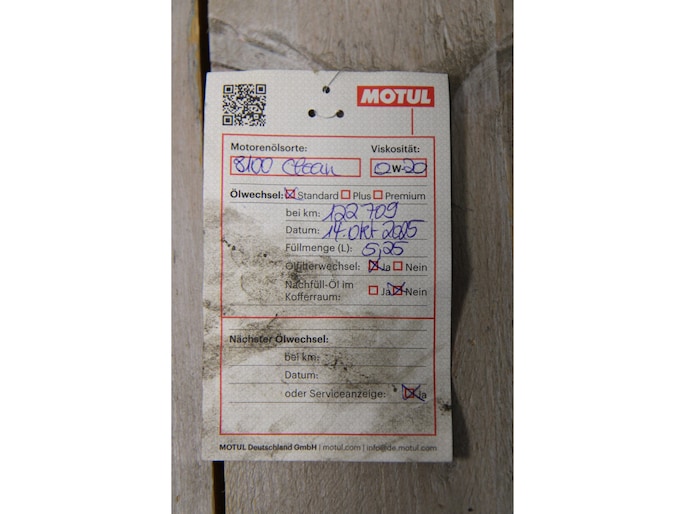 MOTUL
Motorenölsorte: Viskosität:
8100 Clean 0W-20
Ölwechsel: Standard Plus Premium
bei km: 122709
Datum: 14. Okt 2025
Füllmenge (L): 5,25
Ölfilterwechsel: Ja Nein
Nachfüll-Öl im
Kofferraum: Ja Nein
Nächster Ölwechsel:
bei km:
Datum:
oder Serviceanzeige: Ja
MOTUL Deutschland GmbH | motul.com | info@de.motul.com